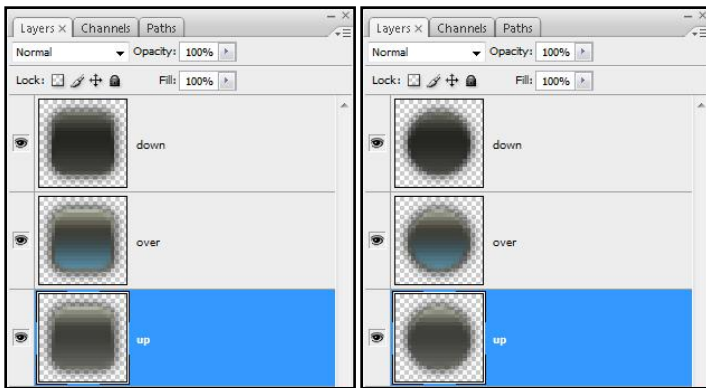 Layers × Channels Paths
Normal Opacity: 100%
Lock: Fill: 100%
down
over
up
Layers × Channels Paths
Normal Opacity: 100%
Lock: Fill: 100%
down
over
up